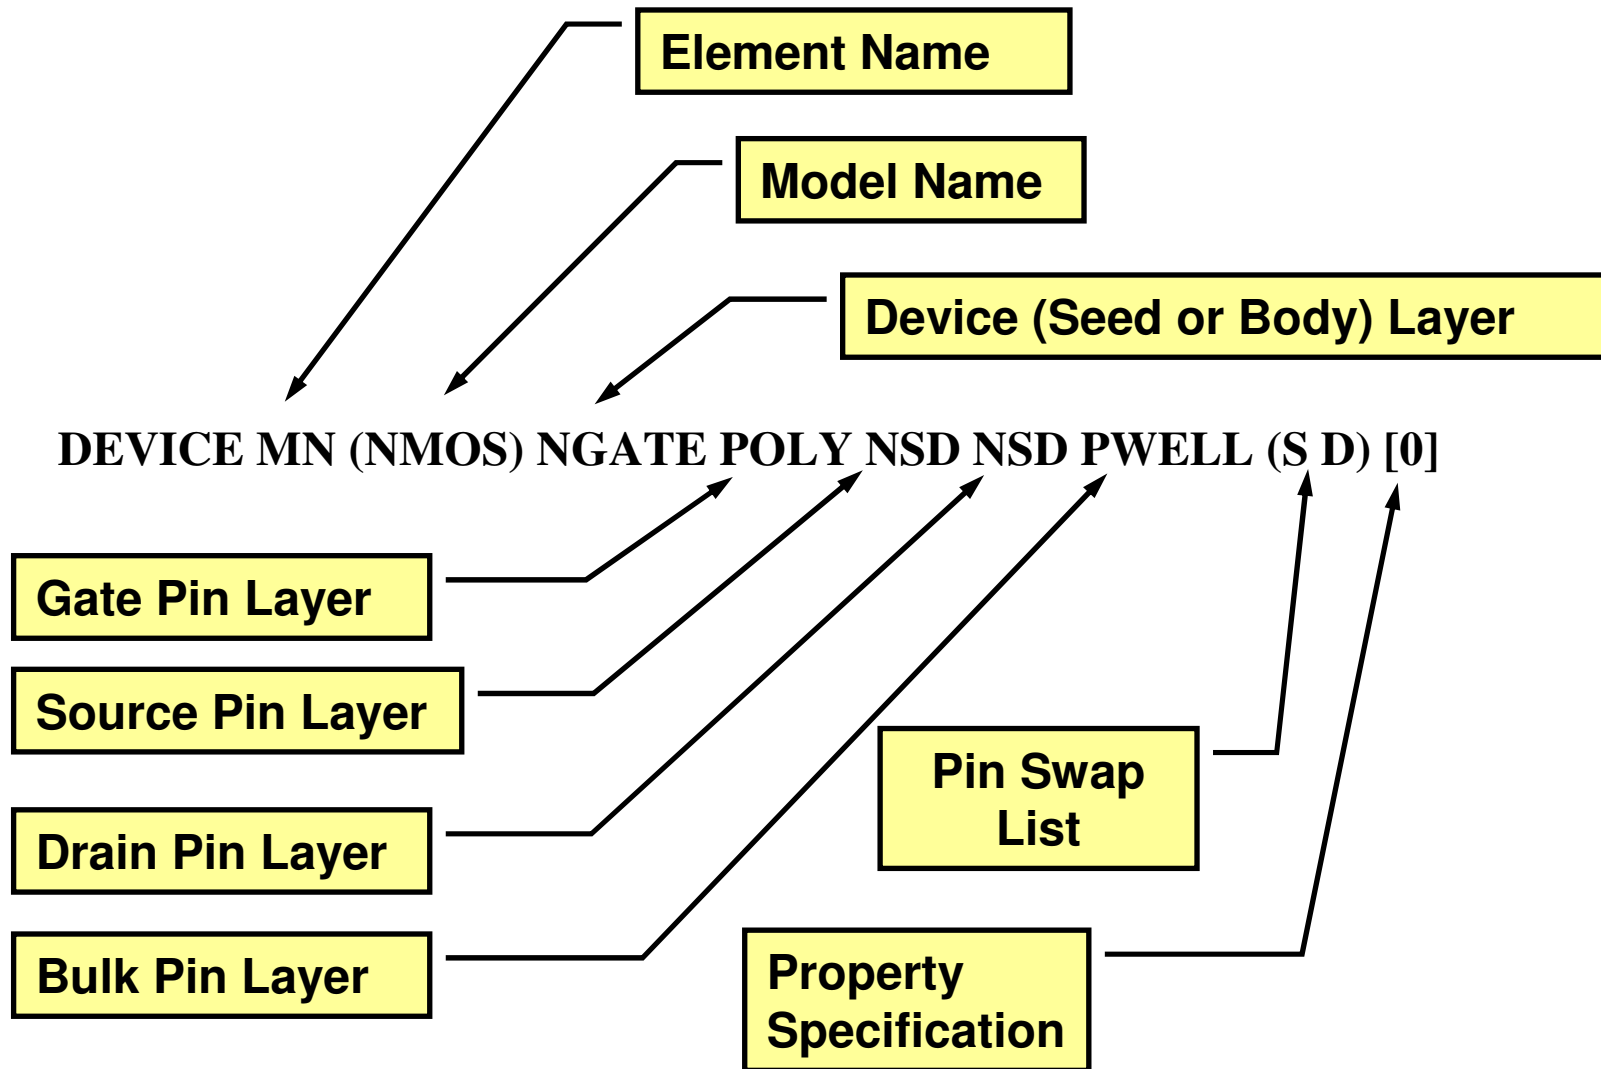 Element Name
Model Name
Device (Seed or Body) Layer
DEVICE MN (NMOS) NGATE POLY NSD NSD PWELL (S D) [0]
Gate Pin Layer
Source Pin Layer
Pin Swap
List
Drain Pin Layer
Bulk Pin Layer
Property
Specification